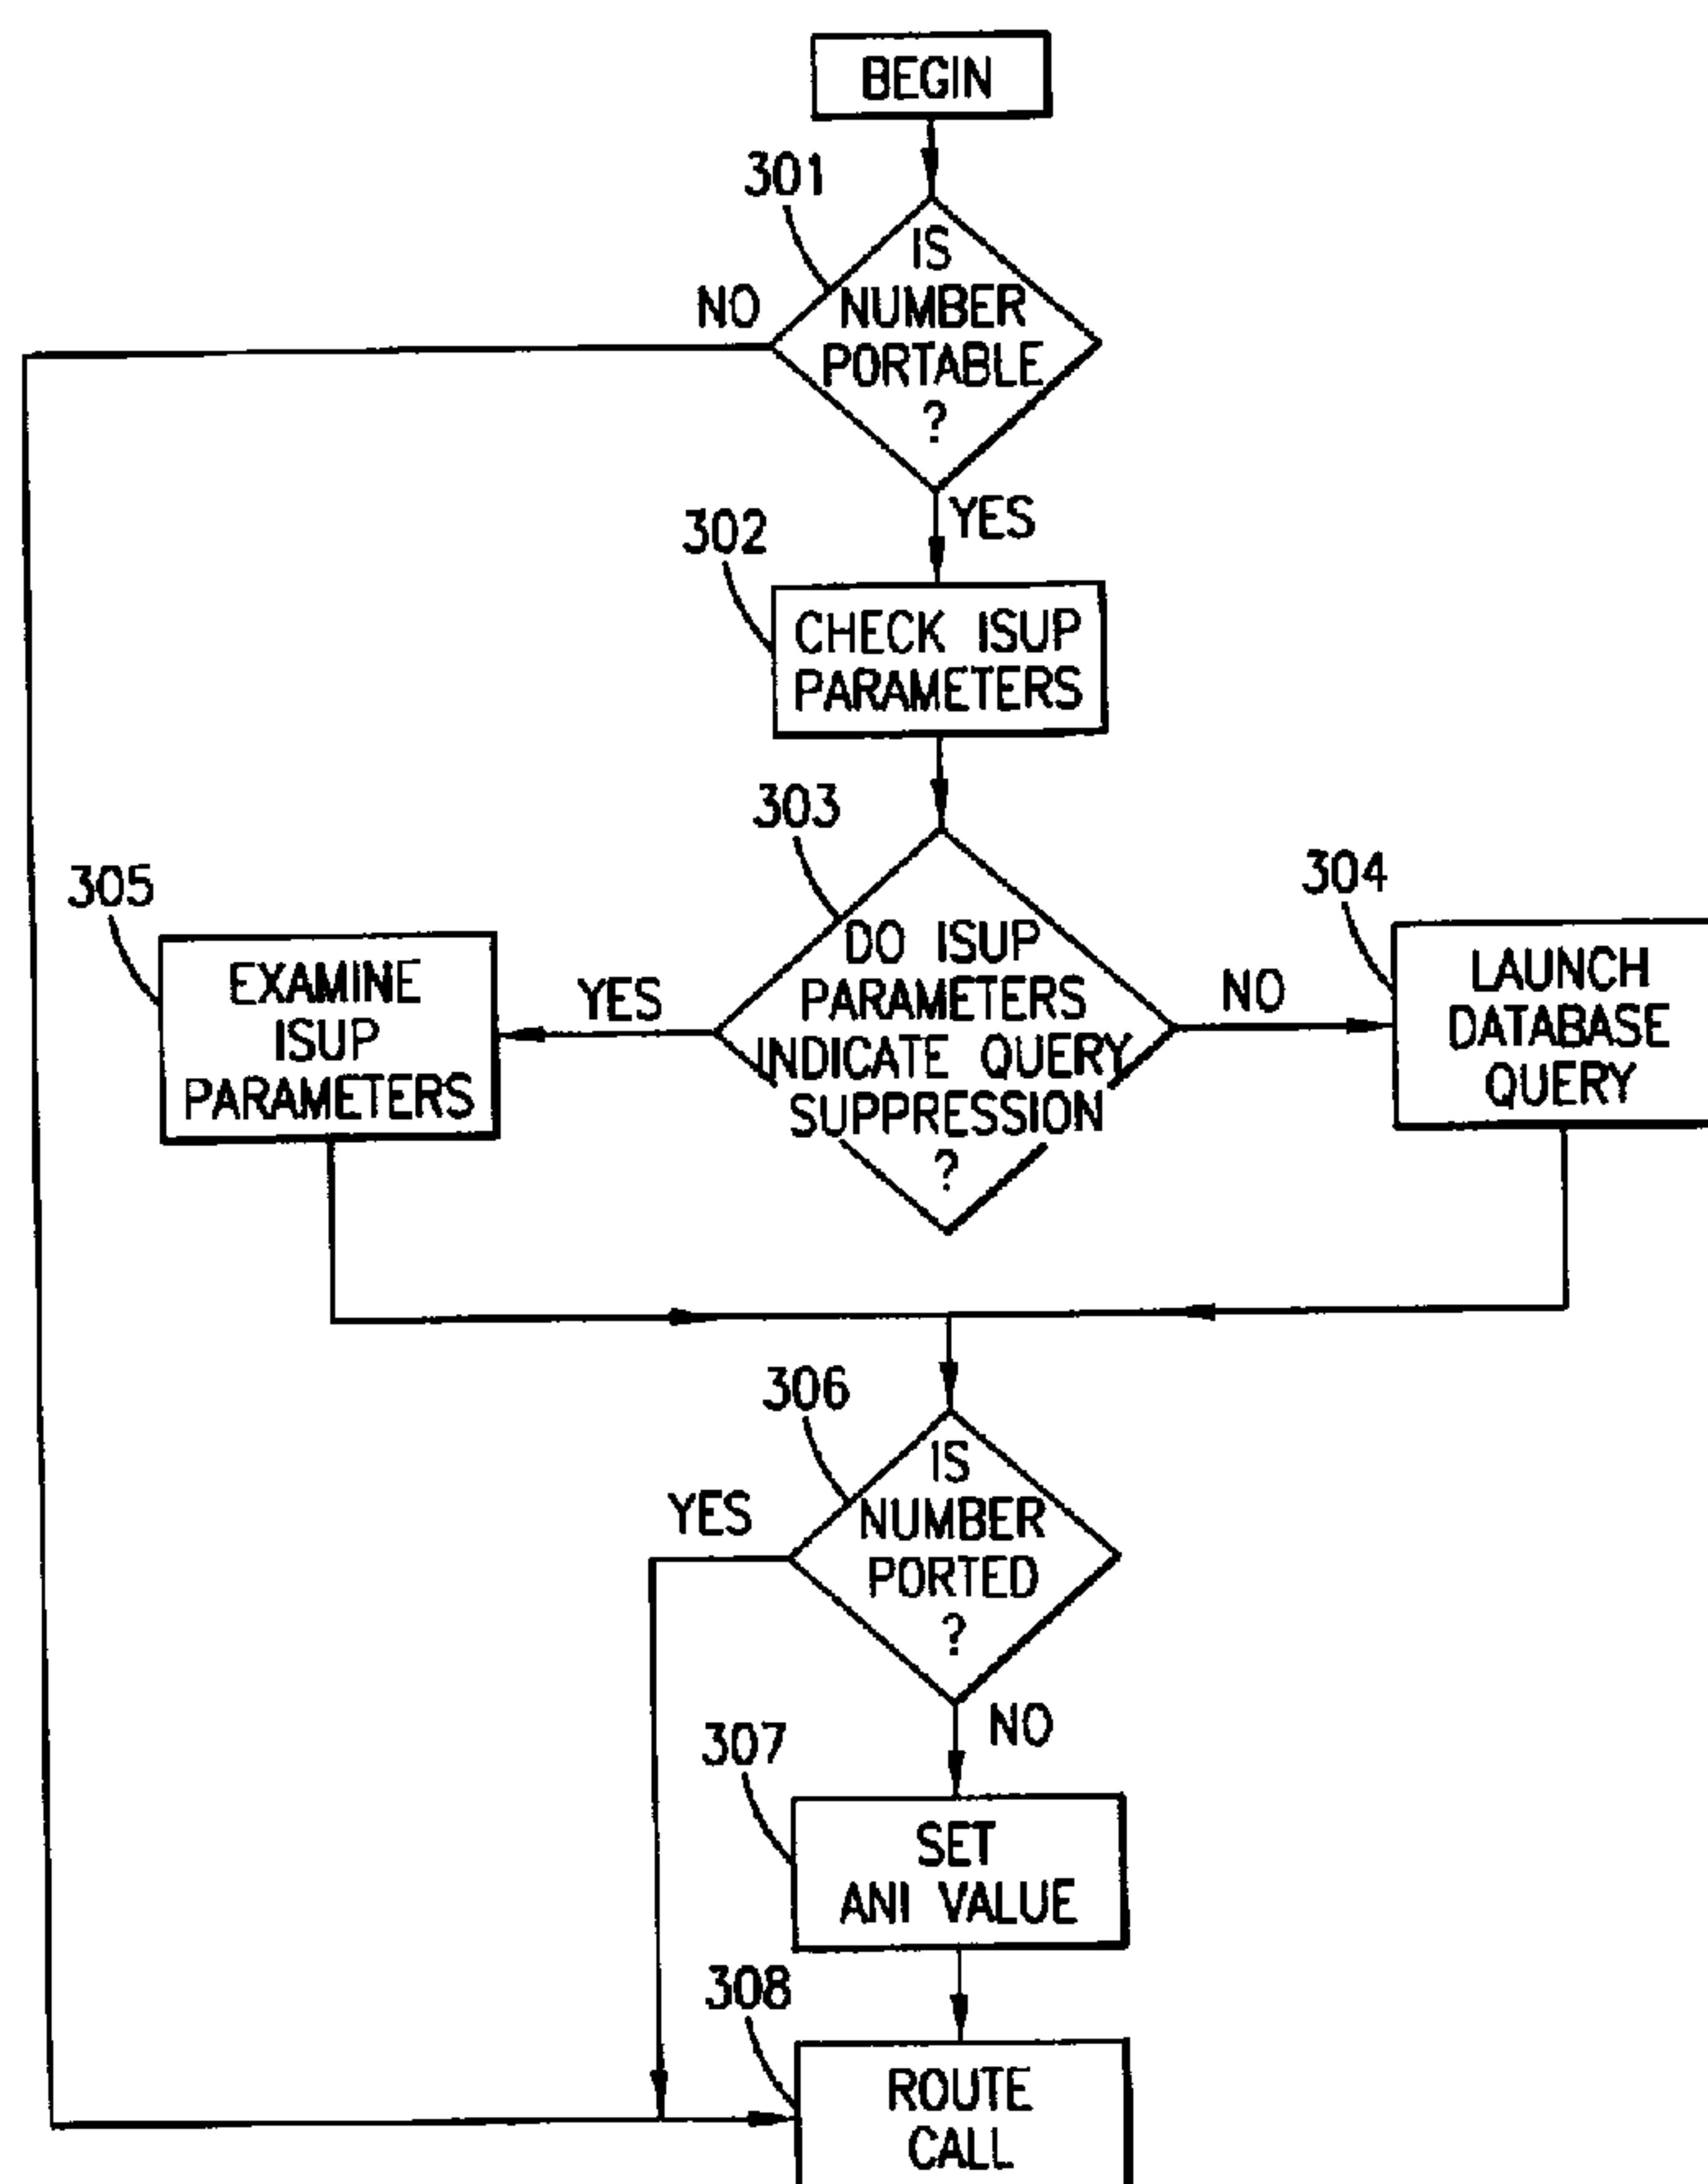 BEGIN
301
IS
NUMBER
PORTABLE
?
NO
YES
302
CHECK ISUP
PARAMETERS
303
DO ISUP
PARAMETERS
INDICATE QUERY
SUPPRESSION
?
YES
NO
305
EXAMINE
ISUP
PARAMETERS
304
LAUNCH
DATABASE
QUERY
306
IS
NUMBER
PORTED
?
YES
NO
307
SET
ANI VALUE
308
ROUTE
CALL